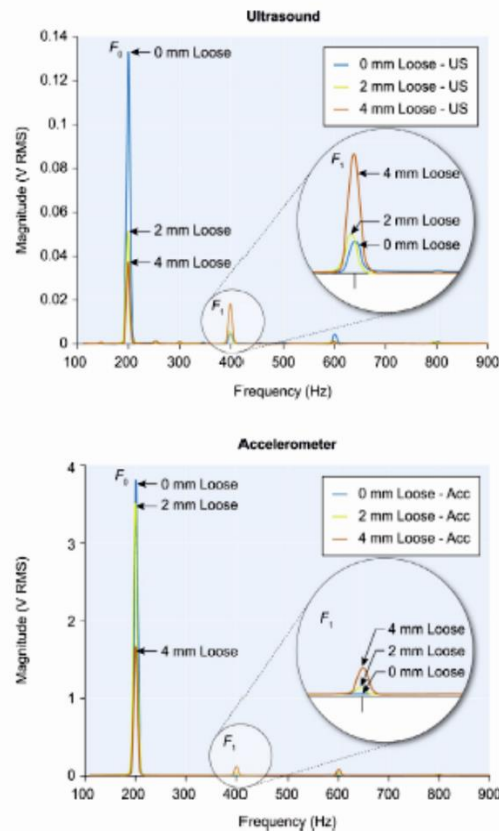 Ultrasound
0.14
0.12
0.10
0.08
0.06
0.04
0.02
0
Magnitude (V RMS)
F₀
0 mm Loose
2 mm Loose
4 mm Loose
0 mm Loose - US
2 mm Loose - US
4 mm Loose - US
F₁
4 mm Loose
2 mm Loose
0 mm Loose
F₁
100 200 300 400 500 600 700 800 900
Frequency (Hz)
Accelerometer
4
3
2
1
0
Magnitude (V RMS)
F₀
0 mm Loose
2 mm Loose
4 mm Loose
0 mm Loose - Acc
2 mm Loose - Acc
4 mm Loose - Acc
F₁
4 mm Loose
2 mm Loose
0 mm Loose
F₁
100 200 300 400 500 600 700 800 900
Frequency (Hz)